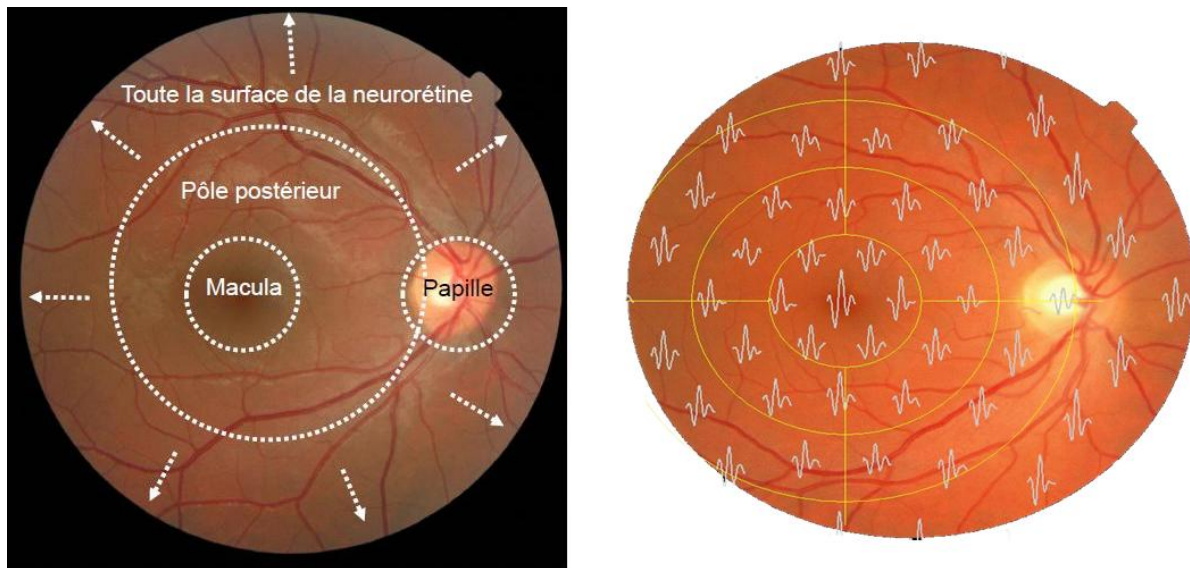 Toute la surface de la neurorétine
Pôle postérieur
Macula
Papille